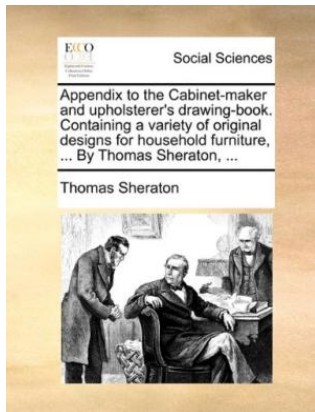 ECCO
Social Sciences
Appendix to the Cabinet-maker
and upholsterer's drawing-book.
Containing a variety of original
designs for household furniture,
... By Thomas Sheraton, ...
Thomas Sheraton